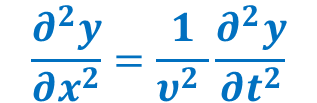 ∂²y/∂x² = 1/v² ∂²y/∂t²